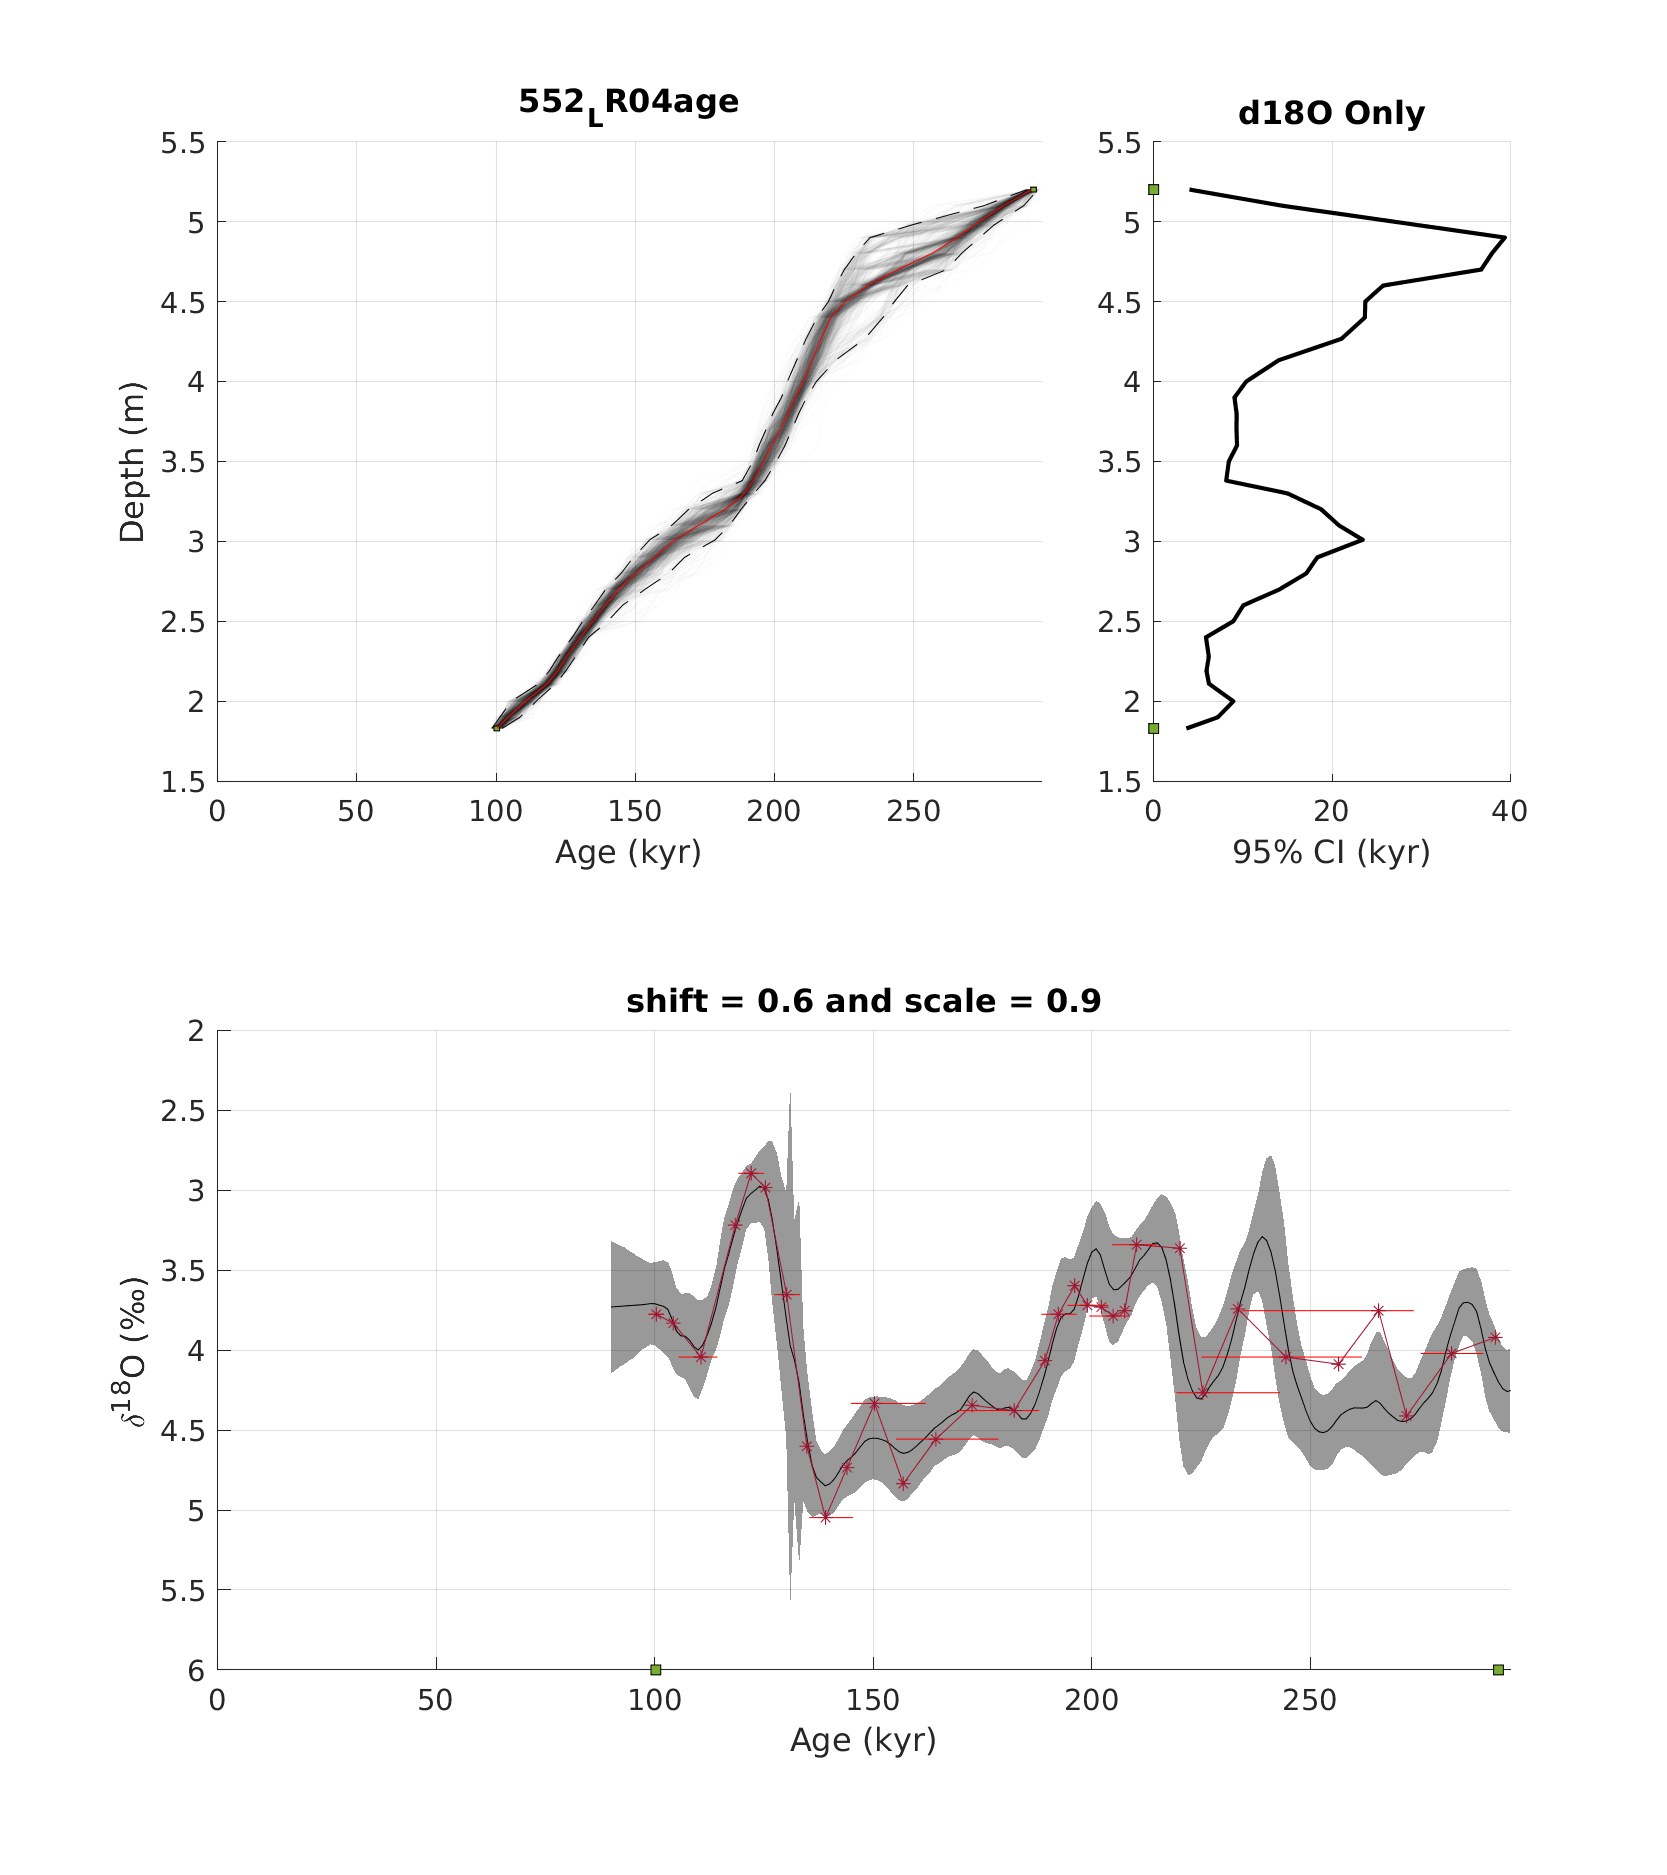 552LR04age
d18O Only
5.5
5
4.5
4
3.5
3
2.5
2
1.5
Depth (m)
0 50 100 150 200 250
Age (kyr)
5.5
5
4.5
4
3.5
3
2.5
2
1.5
0 20 40
95% CI (kyr)
shift = 0.6 and scale = 0.9
2
2.5
3
3.5
4
4.5
5
5.5
6
δ18O (‰)
0 50 100 150 200 250
Age (kyr)